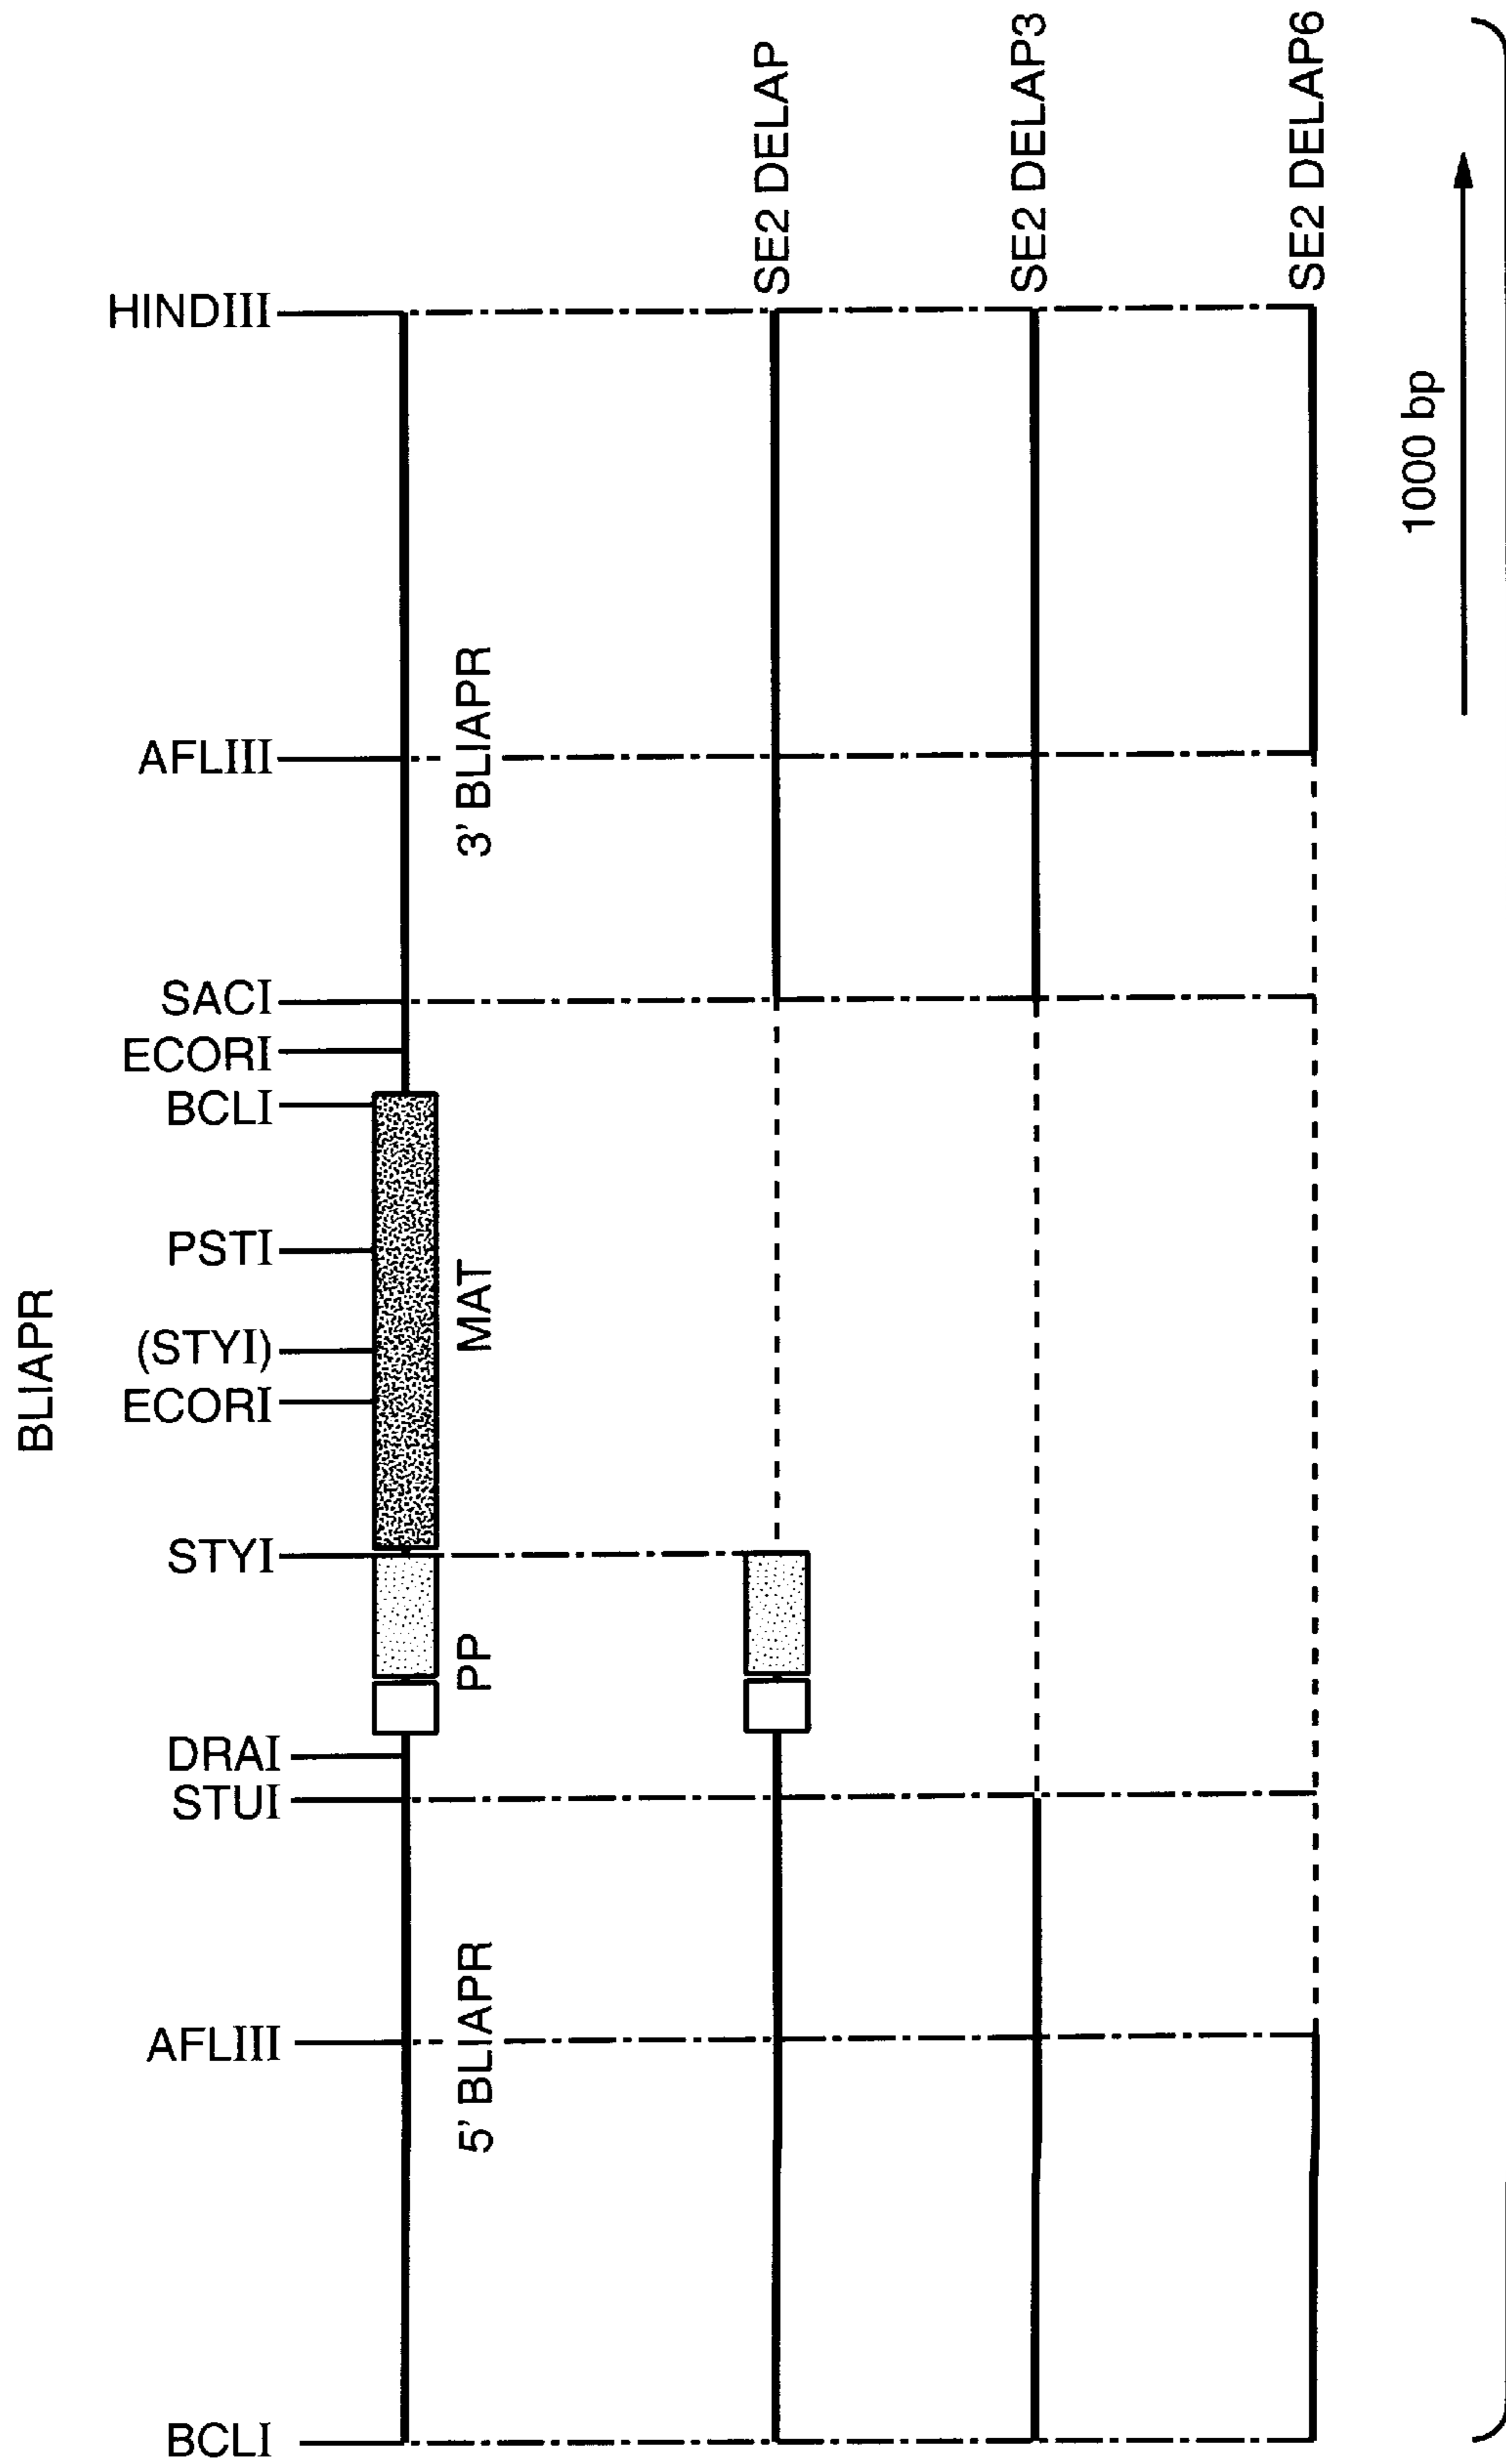 BLIAPR
BCLI
AFLIII
STUI
DRAI
STYI
ECORI
(STYI)
PSTI
BCLI
ECORI
SACI
AFLIII
HINDIII
5' BLIAPR
PP
MAT
3' BLIAPR
SE2 DELAP
SE2 DELAP3
SE2 DELAP6
1000 bp